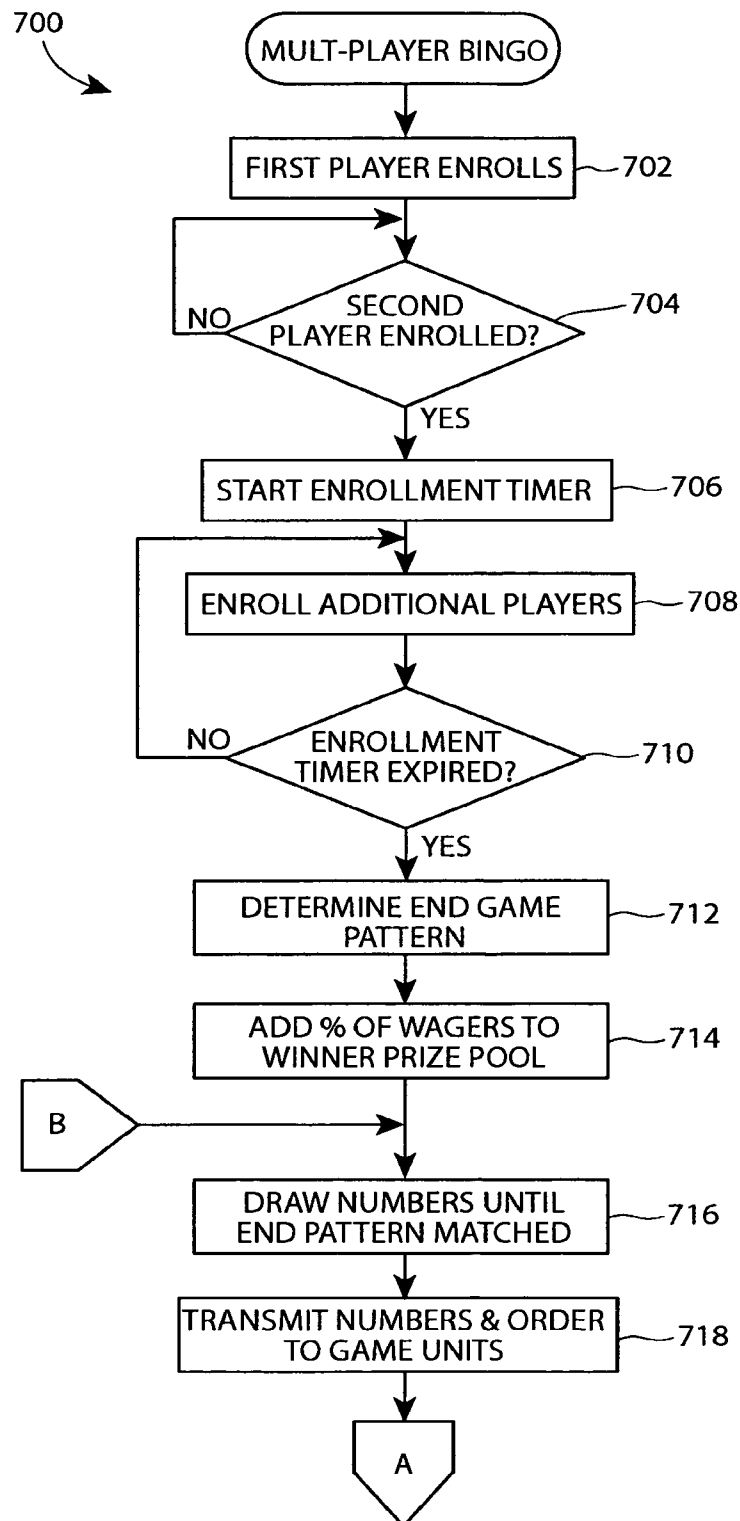 700
MULT-PLAYER BINGO
FIRST PLAYER ENROLLS
702
SECOND
PLAYER ENROLLED?
704
NO
YES
START ENROLLMENT TIMER
706
ENROLL ADDITIONAL PLAYERS
708
NO
ENROLLMENT
TIMER EXPIRED?
710
YES
DETERMINE END GAME
PATTERN
712
ADD % OF WAGERS TO
WINNER PRIZE POOL
714
B
DRAW NUMBERS UNTIL
END PATTERN MATCHED
716
TRANSMIT NUMBERS & ORDER
TO GAME UNITS
718
A